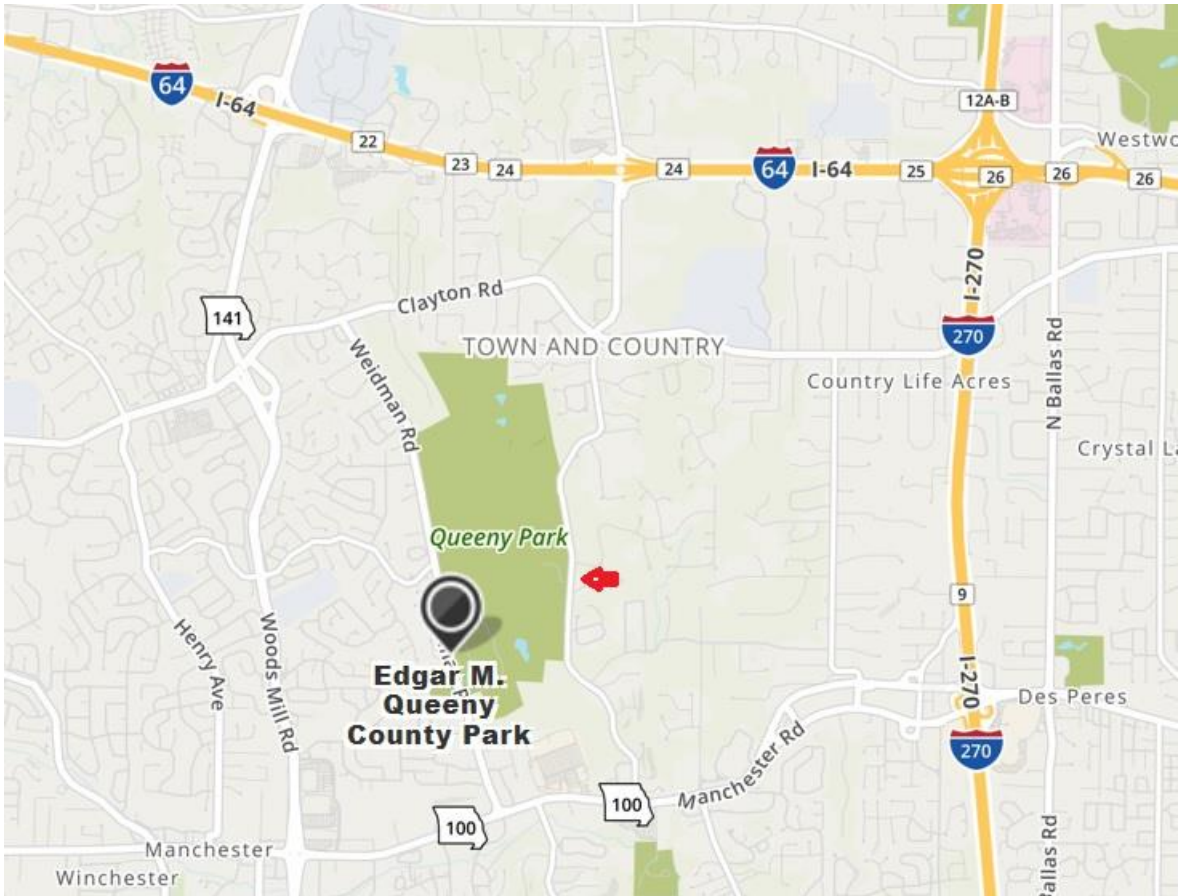 12A-B
64
I-64
Westwo
22
23
24
24
64
I-64
25
26
26
26
I-270
Clayton Rd
141
270
TOWN AND COUNTRY
Weidman Rd
Country Life Acres
N Ballas Rd
Crystal La
Queeny Park
9
Henry Ave
Woods Mill Rd
I-270
Edgar M.
Queeny
County Park
Des Peres
270
Manchester Rd
100
100
Manchester
Winchester
Ballas Rd